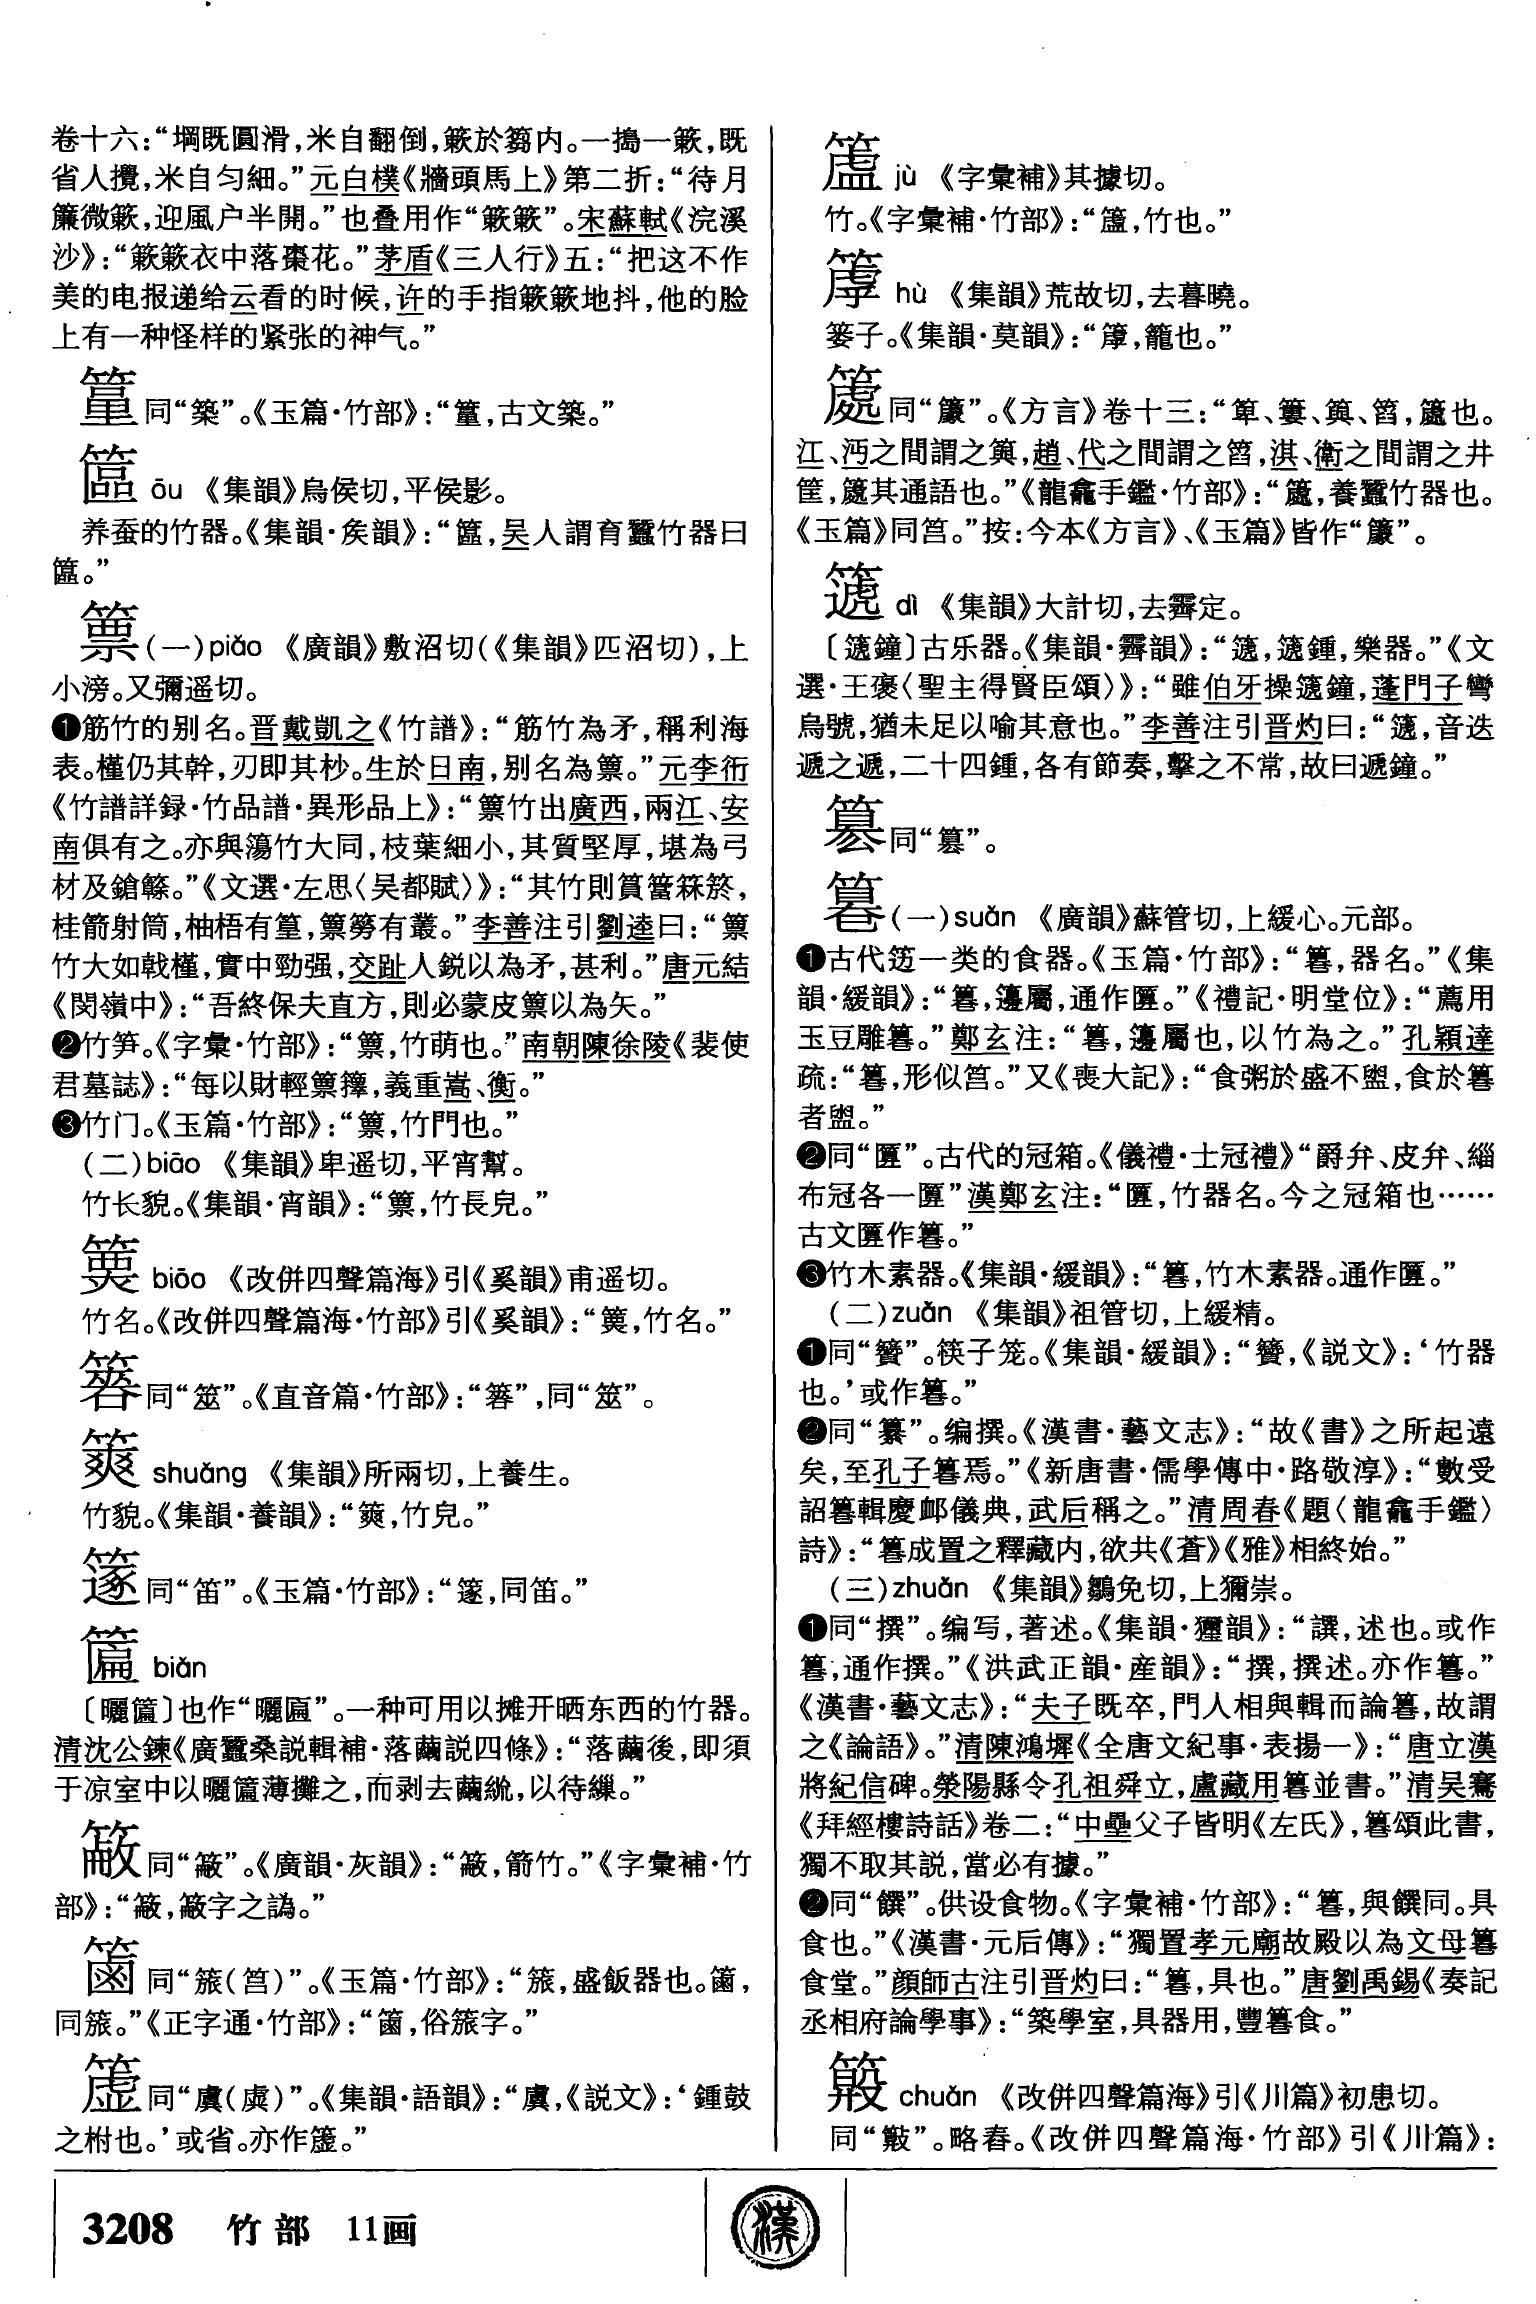 卷十六：“堈既圓滑，米自翻倒，簌於篘内。一搗一簌，既
省人攪，米自匀細。”元白樸《牆頭馬上》第二折：“待月
簾微簌，迎風户半開。”也叠用作“簌簌”。宋蘇軾《浣溪
沙》：“簌簌衣中落棗花。”茅盾《三人行》五：“把这不作
美的电报递给云看的时候，许的手指簌簌地抖，他的脸
上有一种怪样的紧张的神气。”
同“築”。《玉篇·竹部》：“，古文築。”
ōu 《集韻》烏侯切，平侯影。
养蚕的竹器。《集韻·矦韻》：“，吴人謂育蠶竹器曰
。”
篻(一)piǎo 《廣韻》敷沼切(《集韻》匹沼切)，上
小滂。又彌遥切。
❶筋竹的别名。晋戴凱之《竹譜》：“筋竹為矛，稱利海
表。槿仍其幹，刃即其杪。生於日南，别名為篻。”元李衎
《竹譜詳録·竹品譜·異形品上》：“篻竹出廣西，兩江、安
南俱有之。亦與簜竹大同，枝葉細小，其質堅厚，堪為弓
材及鎗簳。”《文選·左思〈吴都賦〉》：“其竹則篔簹箖箊，
桂箭射筒，柚梧有篁，篻簩有叢。”李善注引劉逵曰：“篻
竹大如戟槿，實中勁强，交趾人鋭以為矛，甚利。”唐元結
《閔嶺中》：“吾終保夫直方，則必蒙皮篻以為矢。”
❷竹笋。《字彙·竹部》：“篻，竹萌也。”南朝陳徐陵《裴使
君墓誌》：“每以財輕篻籜，義重嵩、衡。”
❸竹门。《玉篇·竹部》：“篻，竹門也。”
(二)biāo 《集韻》卑遥切，平宵幫。
竹长貌。《集韻·宵韻》：“篻，竹長皃。”
biāo 《改併四聲篇海》引《奚韻》甫遥切。
竹名。《改併四聲篇海·竹部》引《奚韻》：“，竹名。”
同“筮”。《直音篇·竹部》：“”，同“筮”。
shuǎng 《集韻》所兩切，上養生。
竹貌。《集韻·養韻》：“，竹皃。”
篴同“笛”。《玉篇·竹部》：“篴，同笛。”
biǎn
〔曬〕也作“曬匾”。一种可用以摊开晒东西的竹器。
清沈公鍊《廣蠶桑説輯補·落繭説四條》：“落繭後，即須
于凉室中以曬薄攤之，而剥去繭絖，以待繅。”
同“”。《廣韻·灰韻》：“，箭竹。”《字彙補·竹
部》：“，字之譌。”
同“(筥)”。《玉篇·竹部》：“，盛飯器也。，
同。”《正字通·竹部》：“，俗字。”
同“虡()”。《集韻·語韻》：“虡，《説文》：‘鍾鼓
之柎也。’或省。亦作。”
jù 《字彙補》其據切。
竹。《字彙補·竹部》：“，竹也。”
hù 《集韻》荒故切，去暮曉。
篓子。《集韻·莫韻》：“，籠也。”
同“籧”。《方言》卷十三：“箄、簍、籅、筥，也。
江、沔之間謂之籅，趙、代之間謂之筥，淇、衛之間謂之牛
筐，其通語也。”《龍龕手鑑·竹部》：“，養蠶竹器也。
《玉篇》同筥。”按：今本《方言》、《玉篇》皆作“籧”。
dì 《集韻》大計切，去霽定。
〔鐘〕古乐器。《集韻·霽韻》：“，鍾，樂器。”《文
選·王褒〈聖主得賢臣頌〉》：“雖伯牙操鐘，蓬門子彎
烏號，猶未足以喻其意也。”李善注引晋灼曰：“，音迭
遞之遞，二十四鍾，各有節奏，擊之不常，故曰遞鐘。”
同“篡”。
篹(一)suǎn 《廣韻》蘇管切，上緩心。元部。
❶古代笾一类的食器。《玉篇·竹部》：“篹，器名。”《集
韻·緩韻》：“篹，籩屬，通作匴。”《禮記·明堂位》：“薦用
玉豆雕篹。”鄭玄注：“篹，籩屬也，以竹為之。”孔穎達
疏：“篹，形似筥。”又《喪大記》：“食粥於盛不盥，食於篹
者盥。”
❷同“匴”。古代的冠箱。《儀禮·士冠禮》“爵弁、皮弁、緇
布冠各一匴”漢鄭玄注：“匴，竹器名。今之冠箱也……
古文匴作篹。”
❸竹木素器。《集韻·緩韻》：“篹，竹木素器。通作匴。”
(二)zuǎn 《集韻》祖管切，上緩精。
❶同“籫”。筷子笼。《集韻·緩韻》：“籫，《説文》：‘竹器
也。’或作篹。”
❷同“纂”。编撰。《漢書·藝文志》：“故《書》之所起遠
矣，至孔子篹焉。”《新唐書·儒學傳中·路敬淳》：“數受
詔篹輯慶卹儀典，武后稱之。”清周春《題〈龍龕手鑑〉
詩》：“篹成置之釋藏内，欲共《蒼》《雅》相終始。”
(三)zhuǎn 《集韻》鶵免切，上獮崇。
❶同“撰”。编写，著述。《集韻·玁韻》：“譔，述也。或作
篹，通作撰。”《洪武正韻·産韻》：“撰，撰述。亦作篹。”
《漢書·藝文志》：“夫子既卒，門人相與輯而論篹，故謂
之《論語》。”清陳鴻墀《全唐文紀事·表揚一》：“唐立漢
將紀信碑。滎陽縣令孔祖舜立，盧藏用篹並書。”清吴騫
《拜經樓詩話》卷二：“中壘父子皆明《左氏》，篹頌此書，
獨不取其説，當必有據。”
❷同“饌”。供设食物。《字彙補·竹部》：“篹，與饌同。具
食也。”《漢書·元后傳》：“獨置孝元廟故殿以為文母篹
食堂。”顔師古注引晋灼曰：“篹，具也。”唐劉禹錫《奏記
丞相府論學事》：“築學室，具器用，豐篹食。”
chuǎn 《改併四聲篇海》引《川篇》初患切。
同“”。略舂。《改併四聲篇海·竹部》引《川篇》：
3208 竹部 11画
漢